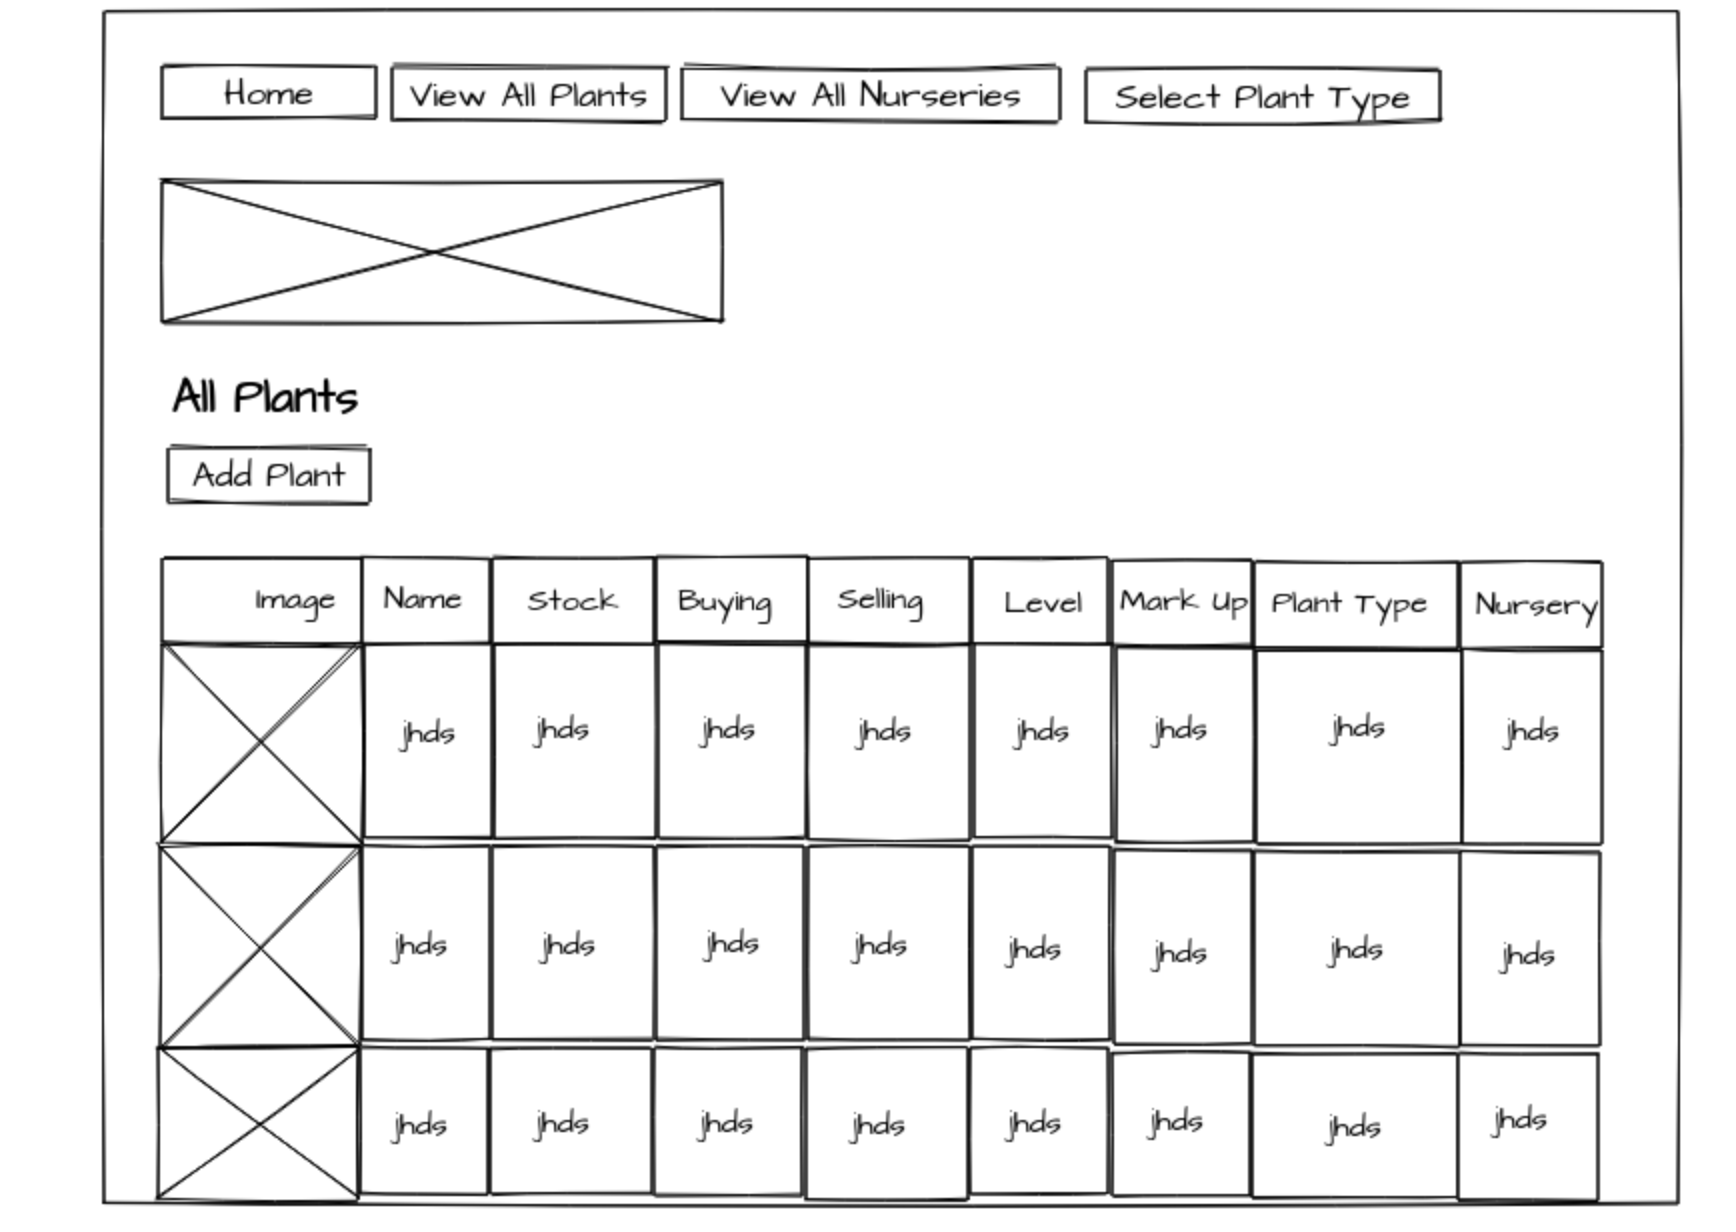 Home View All Plants View All Nurseries Select Plant Type
All Plants
Add Plant
Image Name Stock Buying Selling Level Mark Up Plant Type Nursery
jhds jhds jhds jhds jhds jhds jhds jhds
jhds jhds jhds jhds jhds jhds jhds jhds
jhds jhds jhds jhds jhds jhds jhds jhds